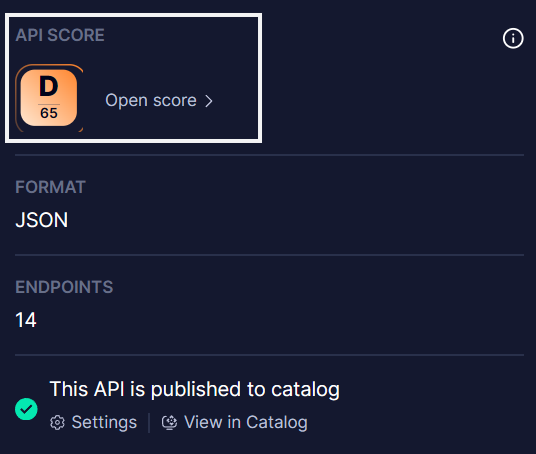 API SCORE
D
65
Open score
FORMAT
JSON
ENDPOINTS
14
This API is published to catalog
Settings
View in Catalog